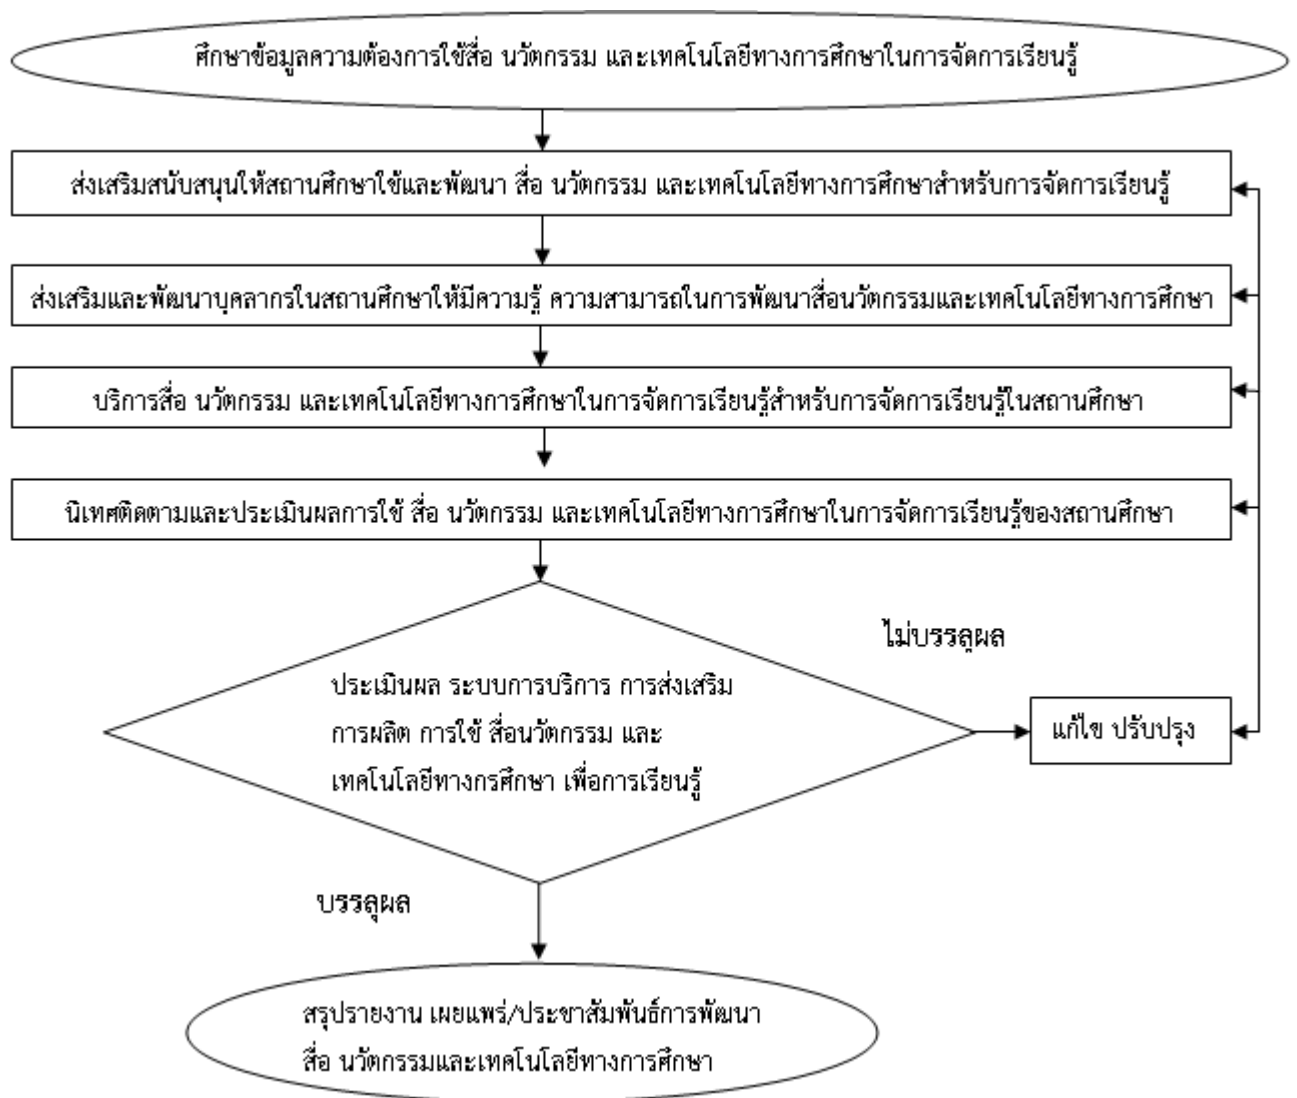 ศึกษาข้อมูลความต้องการใช้สื่อ นวัตกรรม และเทคโนโลยีทางการศึกษาในการจัดการเรียนรู้
ส่งเสริมสนับสนุนให้สถานศึกษาใช้และพัฒนา สื่อ นวัตกรรม และเทคโนโลยีทางการศึกษาสำหรับการจัดการเรียนรู้
ส่งเสริมและพัฒนาบุคลากรในสถานศึกษาให้มีความรู้ ความสามารถในการพัฒนาสื่อนวัตกรรมและเทคโนโลยีทางการศึกษา
บริการสื่อ นวัตกรรม และเทคโนโลยีทางการศึกษาในการจัดการเรียนรู้สำหรับการจัดการเรียนรู้ในสถานศึกษา
นิเทศติดตามและประเมินผลการใช้ สื่อ นวัตกรรม และเทคโนโลยีทางการศึกษาในการจัดการเรียนรู้ของสถานศึกษา
ไม่บรรลุผล
ประเมินผล ระบบการบริการ การส่งเสริม
การผลิต การใช้ สื่อนวัตกรรม และ
เทคโนโลยีทางกรศึกษา เพื่อการเรียนรู้
แก้ไข ปรับปรุง
บรรลุผล
สรุปรายงาน เผยแพร่/ประชาสัมพันธ์การพัฒนา
สื่อ นวัตกรรมและเทคโนโลยีทางการศึกษา